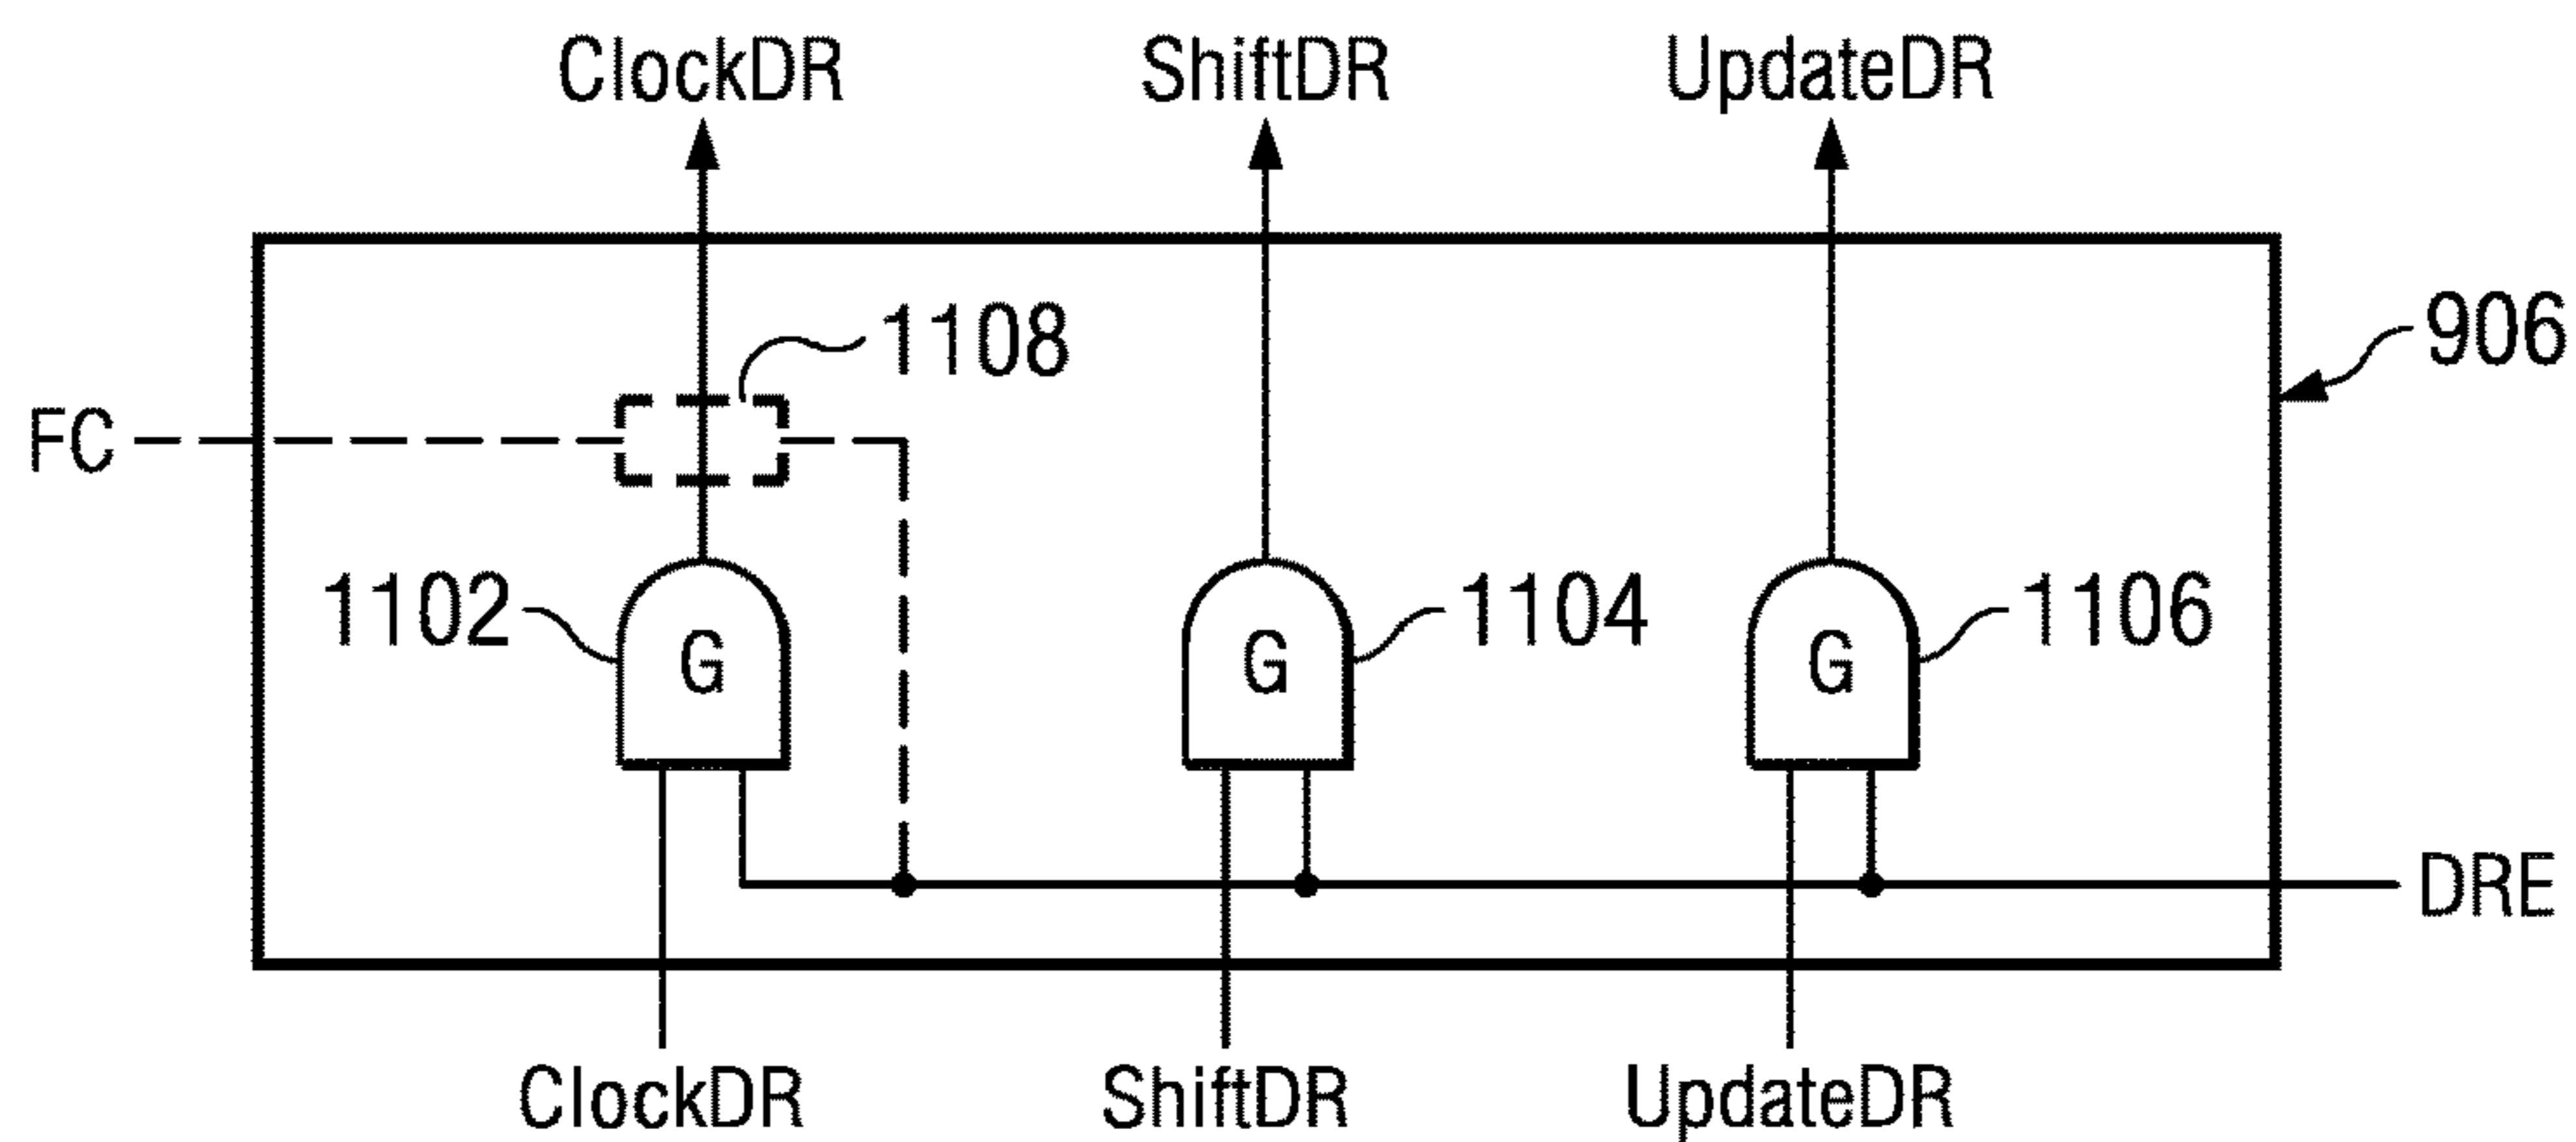 ClockDR ShiftDR UpdateDR
1108
906
FC
1102 G G 1104 G 1106
DRE
ClockDR ShiftDR UpdateDR